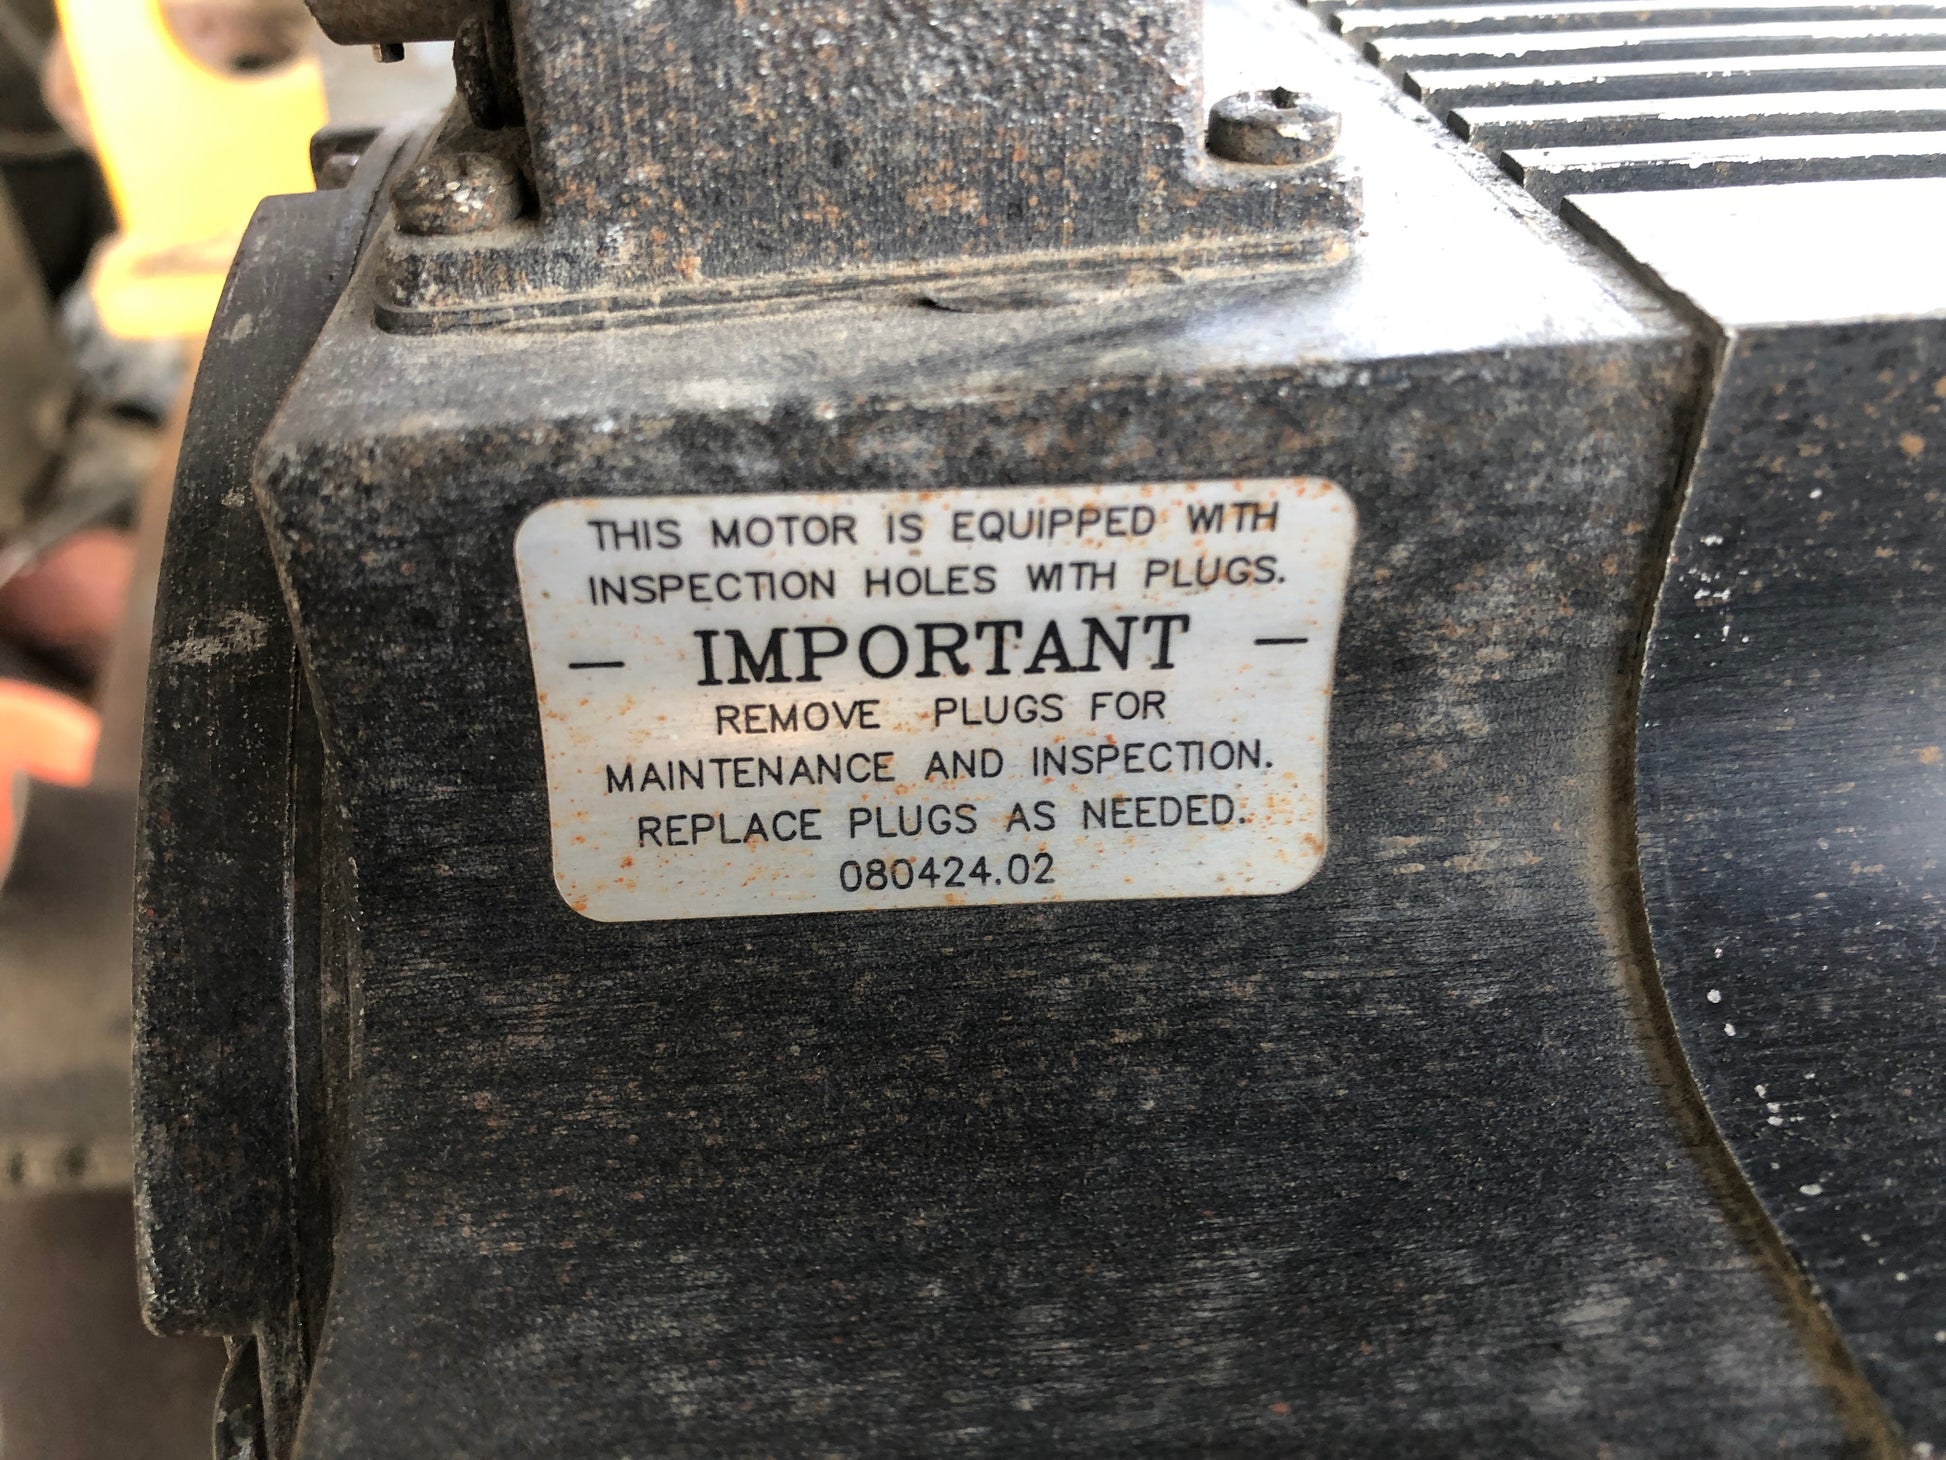 THIS MOTOR IS EQUIPPED WITH
INSPECTION HOLES WITH PLUGS.
— IMPORTANT —
REMOVE PLUGS FOR
MAINTENANCE AND INSPECTION.
REPLACE PLUGS AS NEEDED.
080424.02